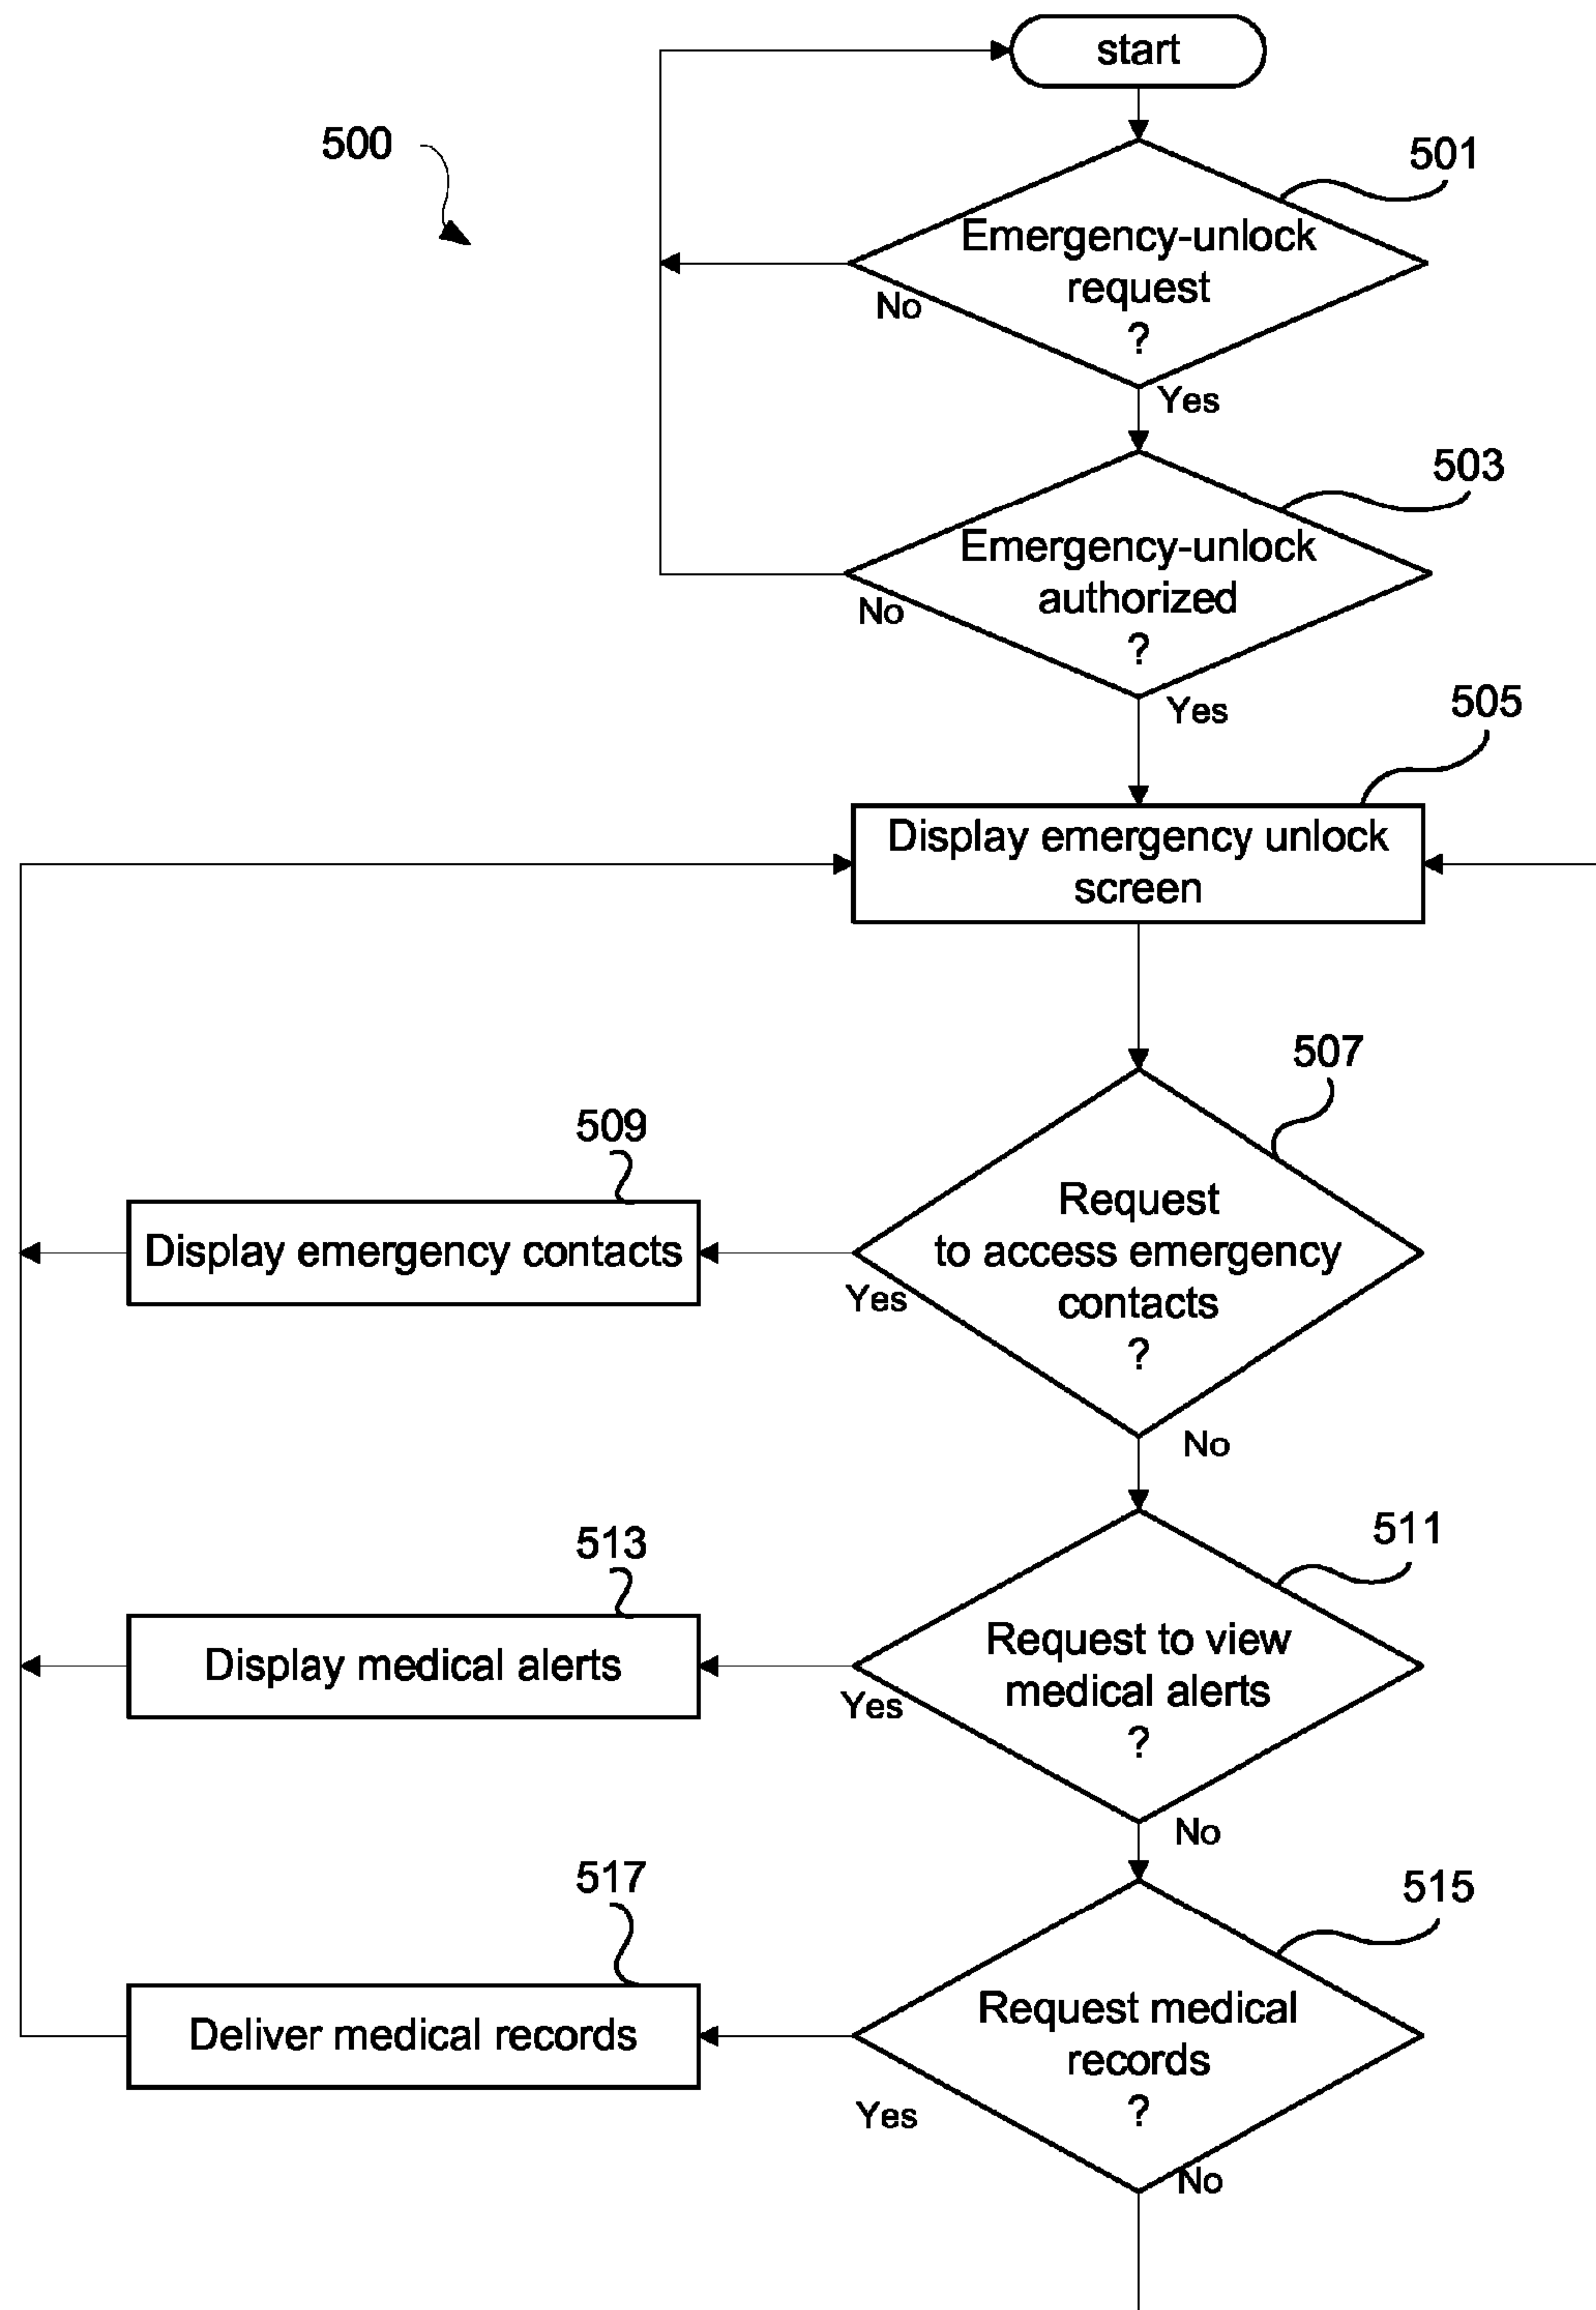 start
500
501
Emergency-unlock
request
?
No
Yes
503
Emergency-unlock
authorized
?
No
Yes
505
Display emergency unlock
screen
507
Request
to access emergency
contacts
?
Yes
No
509
Display emergency contacts
511
Request to view
medical alerts
?
Yes
No
513
Display medical alerts
515
Request medical
records
?
Yes
No
517
Deliver medical records